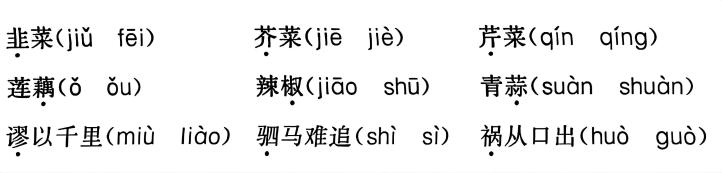 韭菜(jiǔ fēi) 芥菜(jiē jiè) 芹菜(qín qíng)
莲藕(ǒ ǒu) 辣椒(jiāo shū) 青蒜(suàn shuàn)
谬以千里(miù liào) 驷马难追(shì sì) 祸从口出(huò guò)